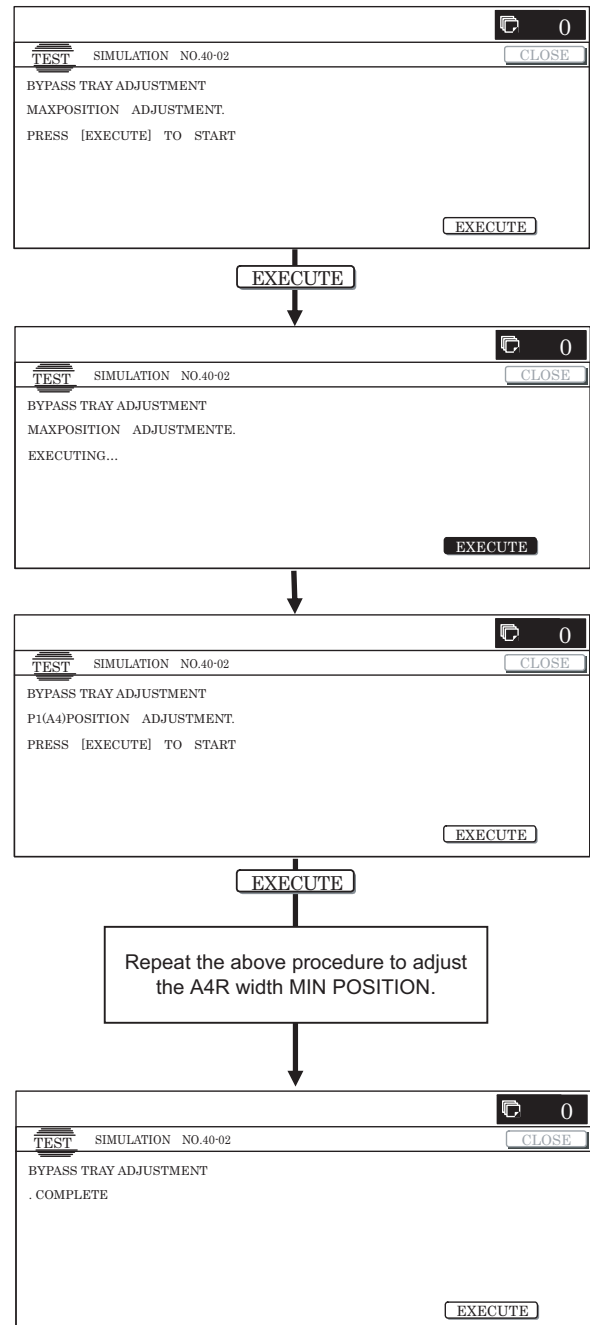 0
TEST SIMULATION NO.40-02 CLOSE
BYPASS TRAY ADJUSTMENT
MAXPOSITION ADJUSTMENT.
PRESS [EXECUTE] TO START
EXECUTE
EXECUTE
0
TEST SIMULATION NO.40-02 CLOSE
BYPASS TRAY ADJUSTMENT
MAXPOSITION ADJUSTMENTE.
EXECUTING...
EXECUTE
0
TEST SIMULATION NO.40-02 CLOSE
BYPASS TRAY ADJUSTMENT
P1(A4)POSITION ADJUSTMENT.
PRESS [EXECUTE] TO START
EXECUTE
EXECUTE
Repeat the above procedure to adjust
the A4R width MIN POSITION.
0
TEST SIMULATION NO.40-02 CLOSE
BYPASS TRAY ADJUSTMENT
. COMPLETE
EXECUTE